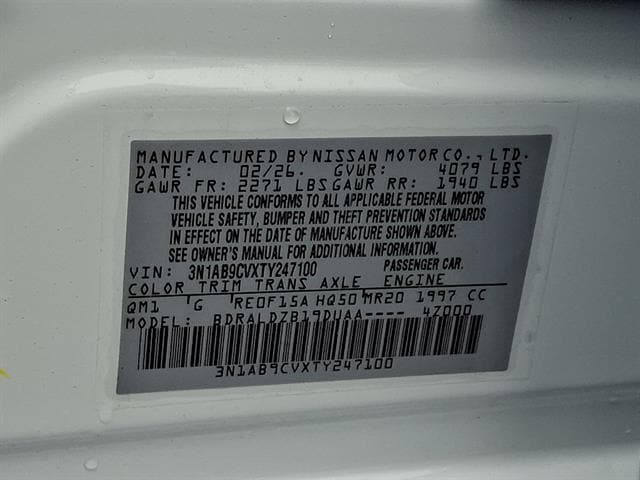 MANUFACTURED BY NISSAN MOTOR CO., LTD.
DATE: 02/26. GVWR: 4079 LBS
GAWR FR: 2271 LBS GAWR RR: 1940 LBS
THIS VEHICLE CONFORMS TO ALL APPLICABLE FEDERAL MOTOR
VEHICLE SAFETY, BUMPER AND THEFT PREVENTION STANDARDS
IN EFFECT ON THE DATE OF MANUFACTURE SHOWN ABOVE.
SEE OWNER'S MANUAL FOR ADDITIONAL INFORMATION.
VIN: 3N1AB9CVXTY247100 PASSENGER CAR.
COLOR TRIM TRANS AXLE ENGINE
QM1 G RE0F15A HQ50 MR20 1997 CC
MODEL: BDRALDZB19DUAA---- 4Z000
3N1AB9CVXTY247100